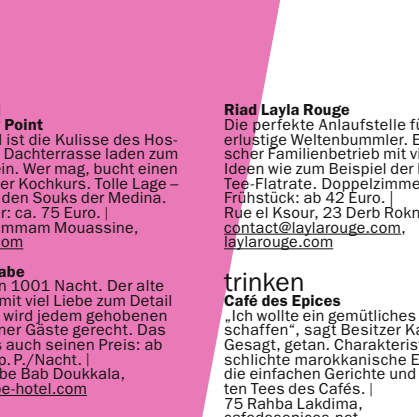 Point
ist die Kulisse des Hos-
Dachterrasse laden zum
ein. Wer mag, bucht einen
er Kochkurs. Tolle Lage –
den Souks der Medina.
r: ca. 75 Euro. |
mmam Mouassine,
com
abe
n 1001 Nacht. Der alte
mit viel Liebe zum Detail
wird jedem gehobenen
ner Gäste gerecht. Das
s auch seinen Preis: ab
p. P./Nacht. |
be Bab Doukkala,
e-hotel.com
Riad Layla Rouge
Die perfekte Anlaufstelle fü
erlustige Weltenbummler. E
scher Familienbetrieb mit vi
Ideen wie zum Beispiel der
Tee-Flatrate. Doppelzimme
Frühstück: ab 42 Euro. |
Rue el Ksour, 23 Derb Rokn
contact@laylarouge.com,
laylarouge.com
trinken
Café des Epices
„Ich wollte ein gemütliches
schaffen“, sagt Besitzer Ka
Gesagt, getan. Charakteris
schlichte marokkanische E
die einfachen Gerichte und
ten Tees des Cafés. |
75 Rahba Lakdima,